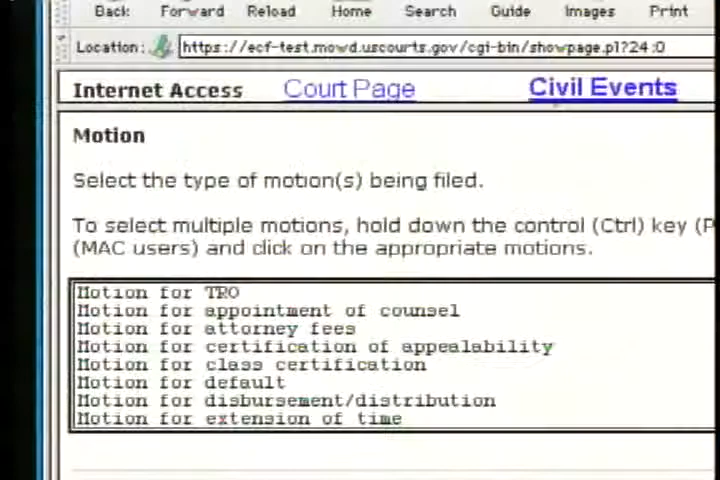 Back Forward Reload Home Search Guide Images Print
Location: https://ecf-test.mowd.uscourts.gov/cgi-bin/showpage.pl?24:0
Internet Access Court Page Civil Events
Motion
Select the type of motion(s) being filed.
To select multiple motions, hold down the control (Ctrl) key (P
(MAC users) and click on the appropriate motions.
Motion for TRO
Motion for appointment of counsel
Motion for attorney fees
Motion for certification of appealability
Motion for class certification
Motion for default
Motion for disbursement/distribution
Motion for extension of time